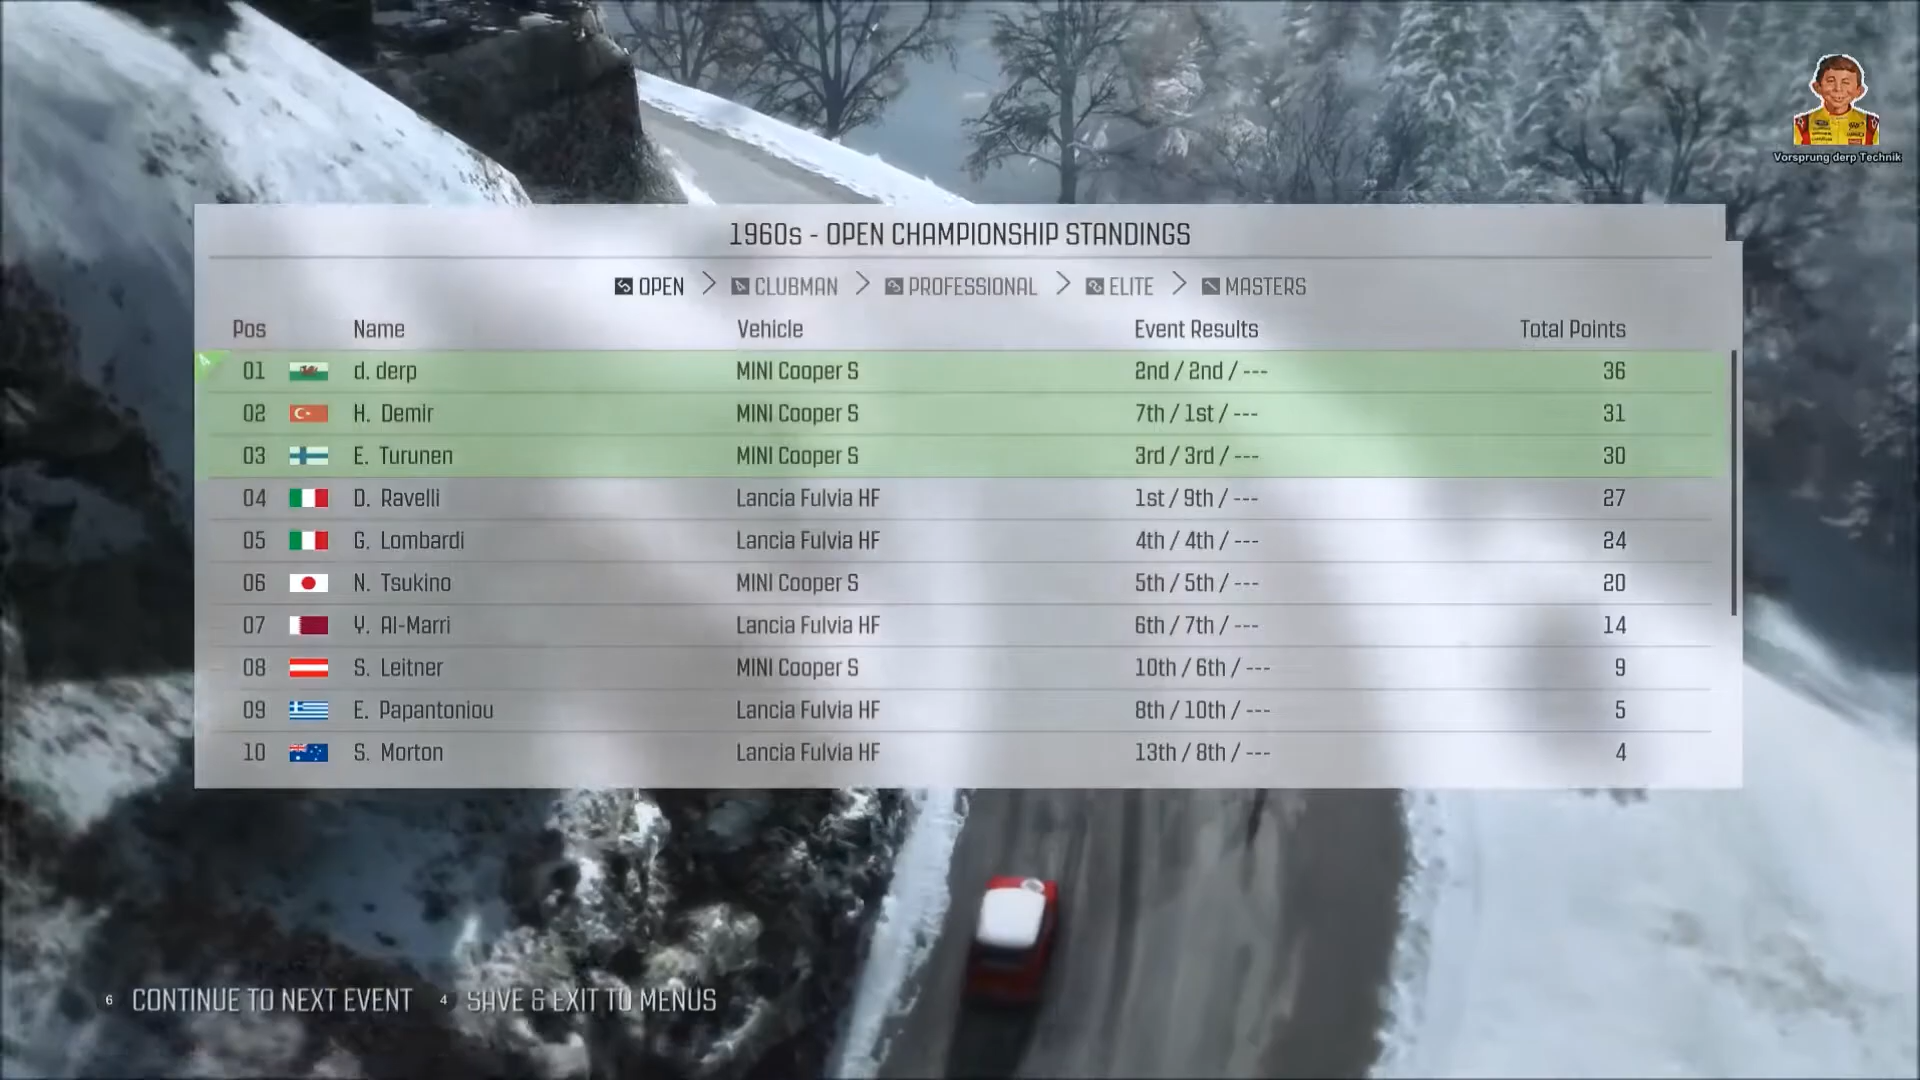 Vorsprung derp Technik
1960s - OPEN CHAMPIONSHIP STANDINGS
OPEN CLUBMAN PROFESSIONAL ELITE MASTERS
Pos Name Vehicle Event Results Total Points
01 d. derp MINI Cooper S 2nd / 2nd / --- 36
02 H. Demir MINI Cooper S 7th / 1st / --- 31
03 E. Turunen MINI Cooper S 3rd / 3rd / --- 30
04 D. Ravelli Lancia Fulvia HF 1st / 9th / --- 27
05 G. Lombardi Lancia Fulvia HF 4th / 4th / --- 24
06 N. Tsukino MINI Cooper S 5th / 5th / --- 20
07 Y. Al-Marri Lancia Fulvia HF 6th / 7th / --- 14
08 S. Leitner MINI Cooper S 10th / 6th / --- 9
09 E. Papantoniou Lancia Fulvia HF 8th / 10th / --- 5
10 S. Morton Lancia Fulvia HF 13th / 8th / --- 4
6 CONTINUE TO NEXT EVENT 4 SAVE & EXIT TO MENUS